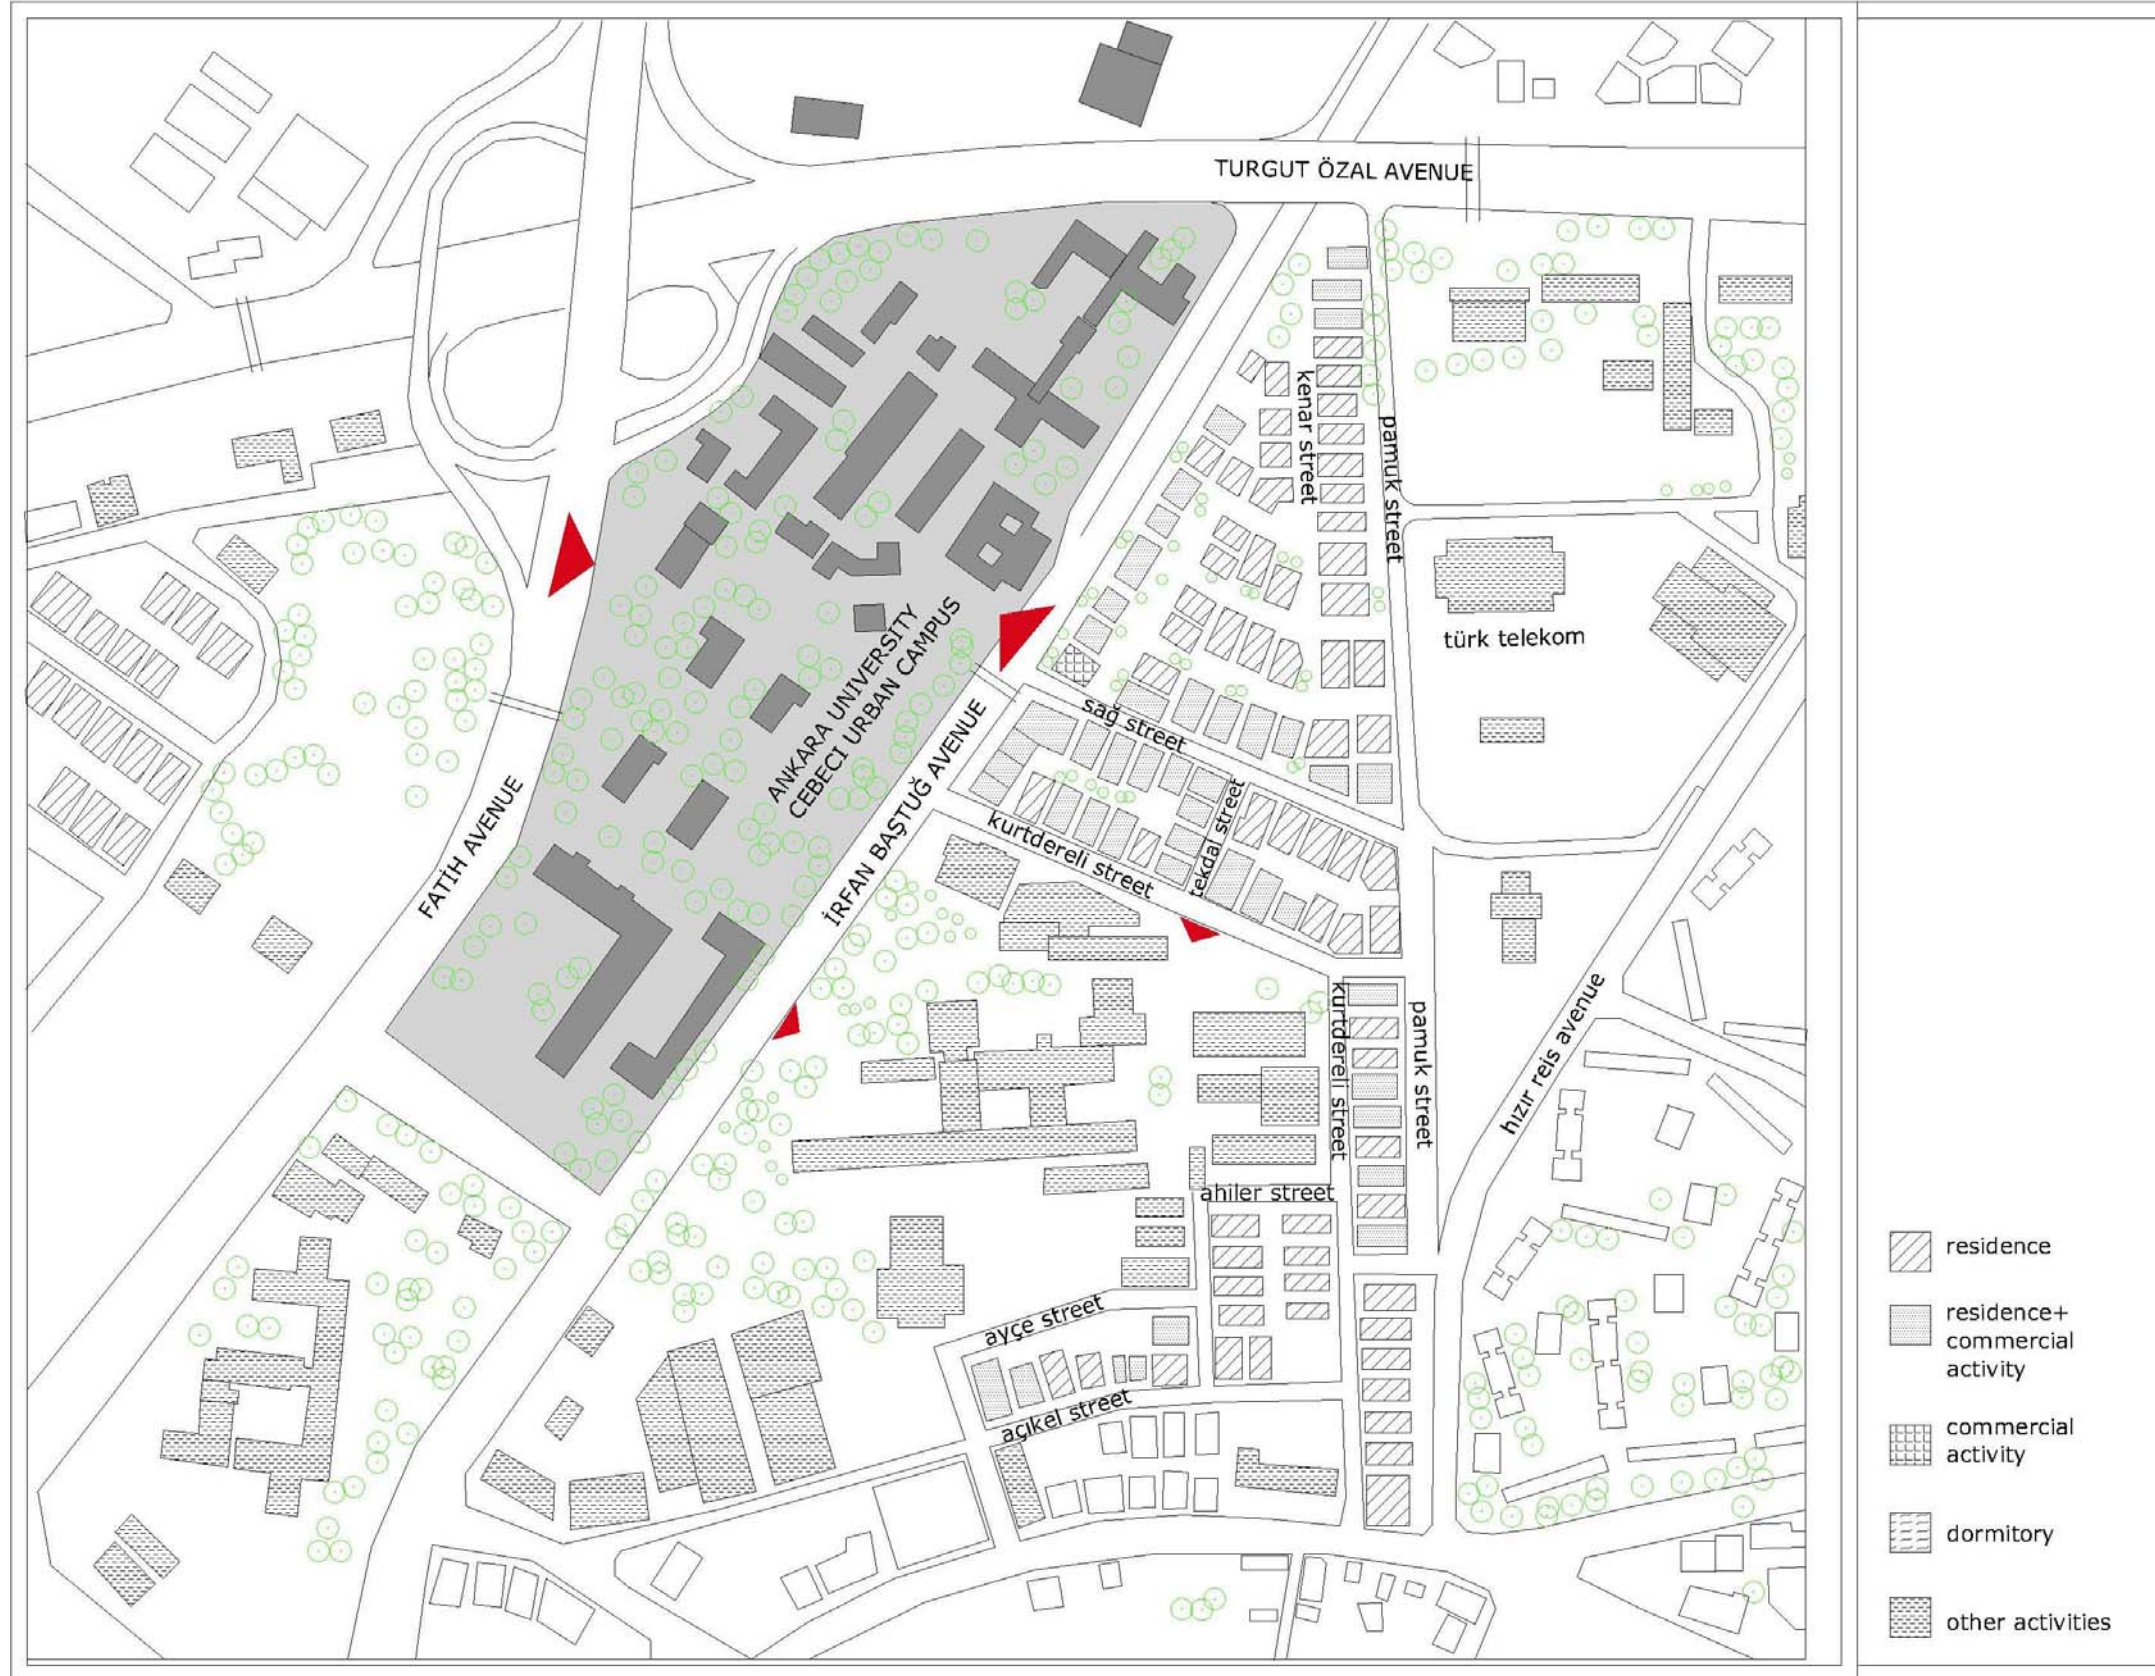 TURGUT ÖZAL AVENUE
kenar street
pamuk street
türk telekom
ANKARA UNIVERSITY
CEBECI URBAN CAMPUS
sağ street
İRFAN BAŞTUĞ AVENUE
FATİH AVENUE
tekdal street
kurtdereli street
kurtdereli street
pamuk street
hızır reis avenue
ahiler street
ayçe street
açıkel street
residence
residence+
commercial
activity
commercial
activity
dormitory
other activities